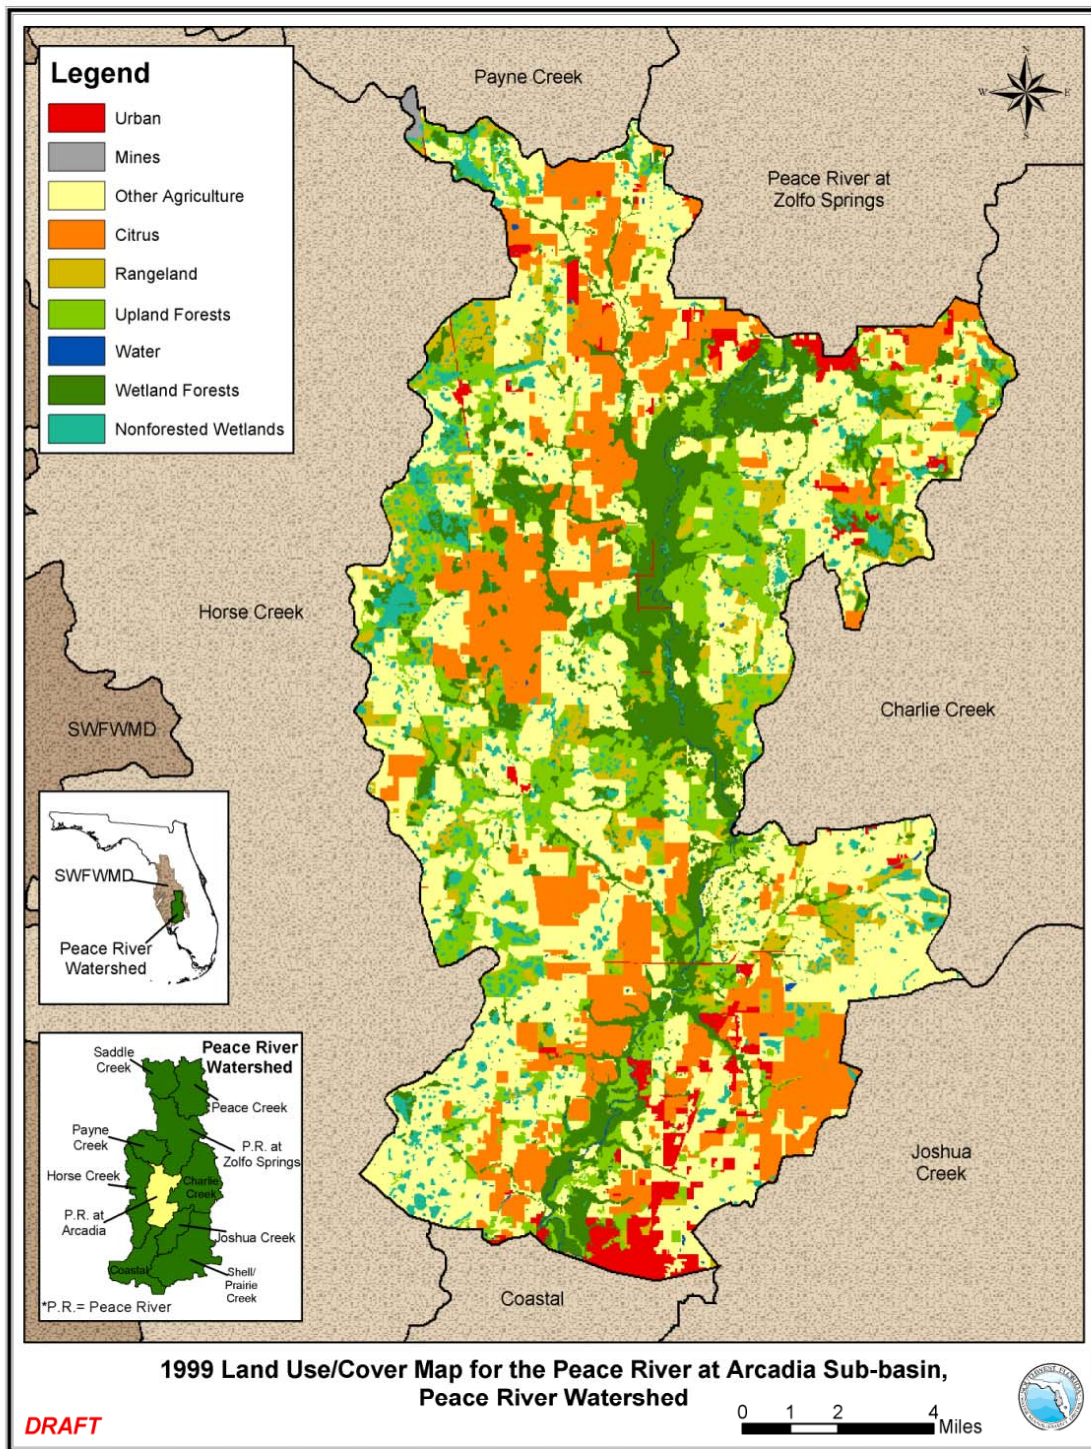 Legend
Urban
Mines
Other Agriculture
Citrus
Rangeland
Upland Forests
Water
Wetland Forests
Nonforested Wetlands
Payne Creek
N
W
E
S
Peace River at
Zolfo Springs
Horse Creek
SWFWMD
Charlie Creek
SWFWMD
Peace River
Watershed
Peace River
Watershed
Saddle
Creek
Peace Creek
Payne
Creek
P.R. at
Zolfo Springs
Horse Creek
Charlie
Creek
P.R. at
Arcadia
Joshua Creek
Coastal
Shell/
Prairie
Creek
*P.R.= Peace River
Joshua
Creek
Coastal
1999 Land Use/Cover Map for the Peace River at Arcadia Sub-basin,
Peace River Watershed
DRAFT
0 1 2 4
Miles